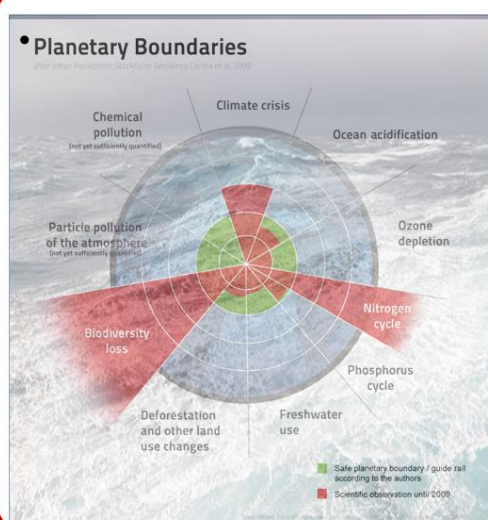 • Planetary Boundaries
after Johan Rockström, Stockholm Resilience Centre et al. 2009
Climate crisis
Chemical
pollution
(not yet sufficiently quantified)
Ocean acidification
Particle pollution
of the atmosphere
(not yet sufficiently quantified)
Ozone
depletion
Biodiversity
loss
Nitrogen
cycle
Phosphorus
cycle
Deforestation
and other land
use changes
Freshwater
use
Safe planetary boundary / guide rail
according to the authors
Scientific observation until 2009